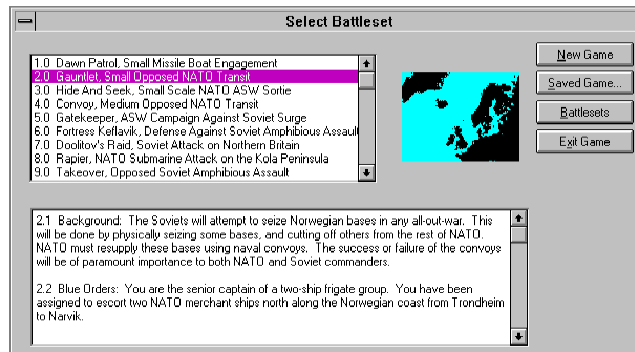 Select Battleset
1.0 Dawn Patrol, Small Missile Boat Engagement
2.0 Gauntlet, Small Opposed NATO Transit
3.0 Hide And Seek, Small Scale NATO ASW Sortie
4.0 Convoy, Medium Opposed NATO Transit
5.0 Gatekeeper, ASW Campaign Against Soviet Surge
6.0 Fortress Keflavik, Defense Against Soviet Amphibious Assaul
7.0 Doolitov's Raid, Soviet Attack on Northern Britain
8.0 Rapier, NATO Submarine Attack on the Kola Peninsula
9.0 Takeover, Opposed Soviet Amphibious Assault
New Game
Saved Game...
Battlesets
Exit Game
2.1 Background: The Soviets will attempt to seize Norwegian bases in any all-out-war. This
will be done by physically seizing some bases, and cutting off others from the rest of NATO.
NATO must resupply these bases using naval convoys. The success or failure of the convoys
will be of paramount importance to both NATO and Soviet commanders.
2.2 Blue Orders: You are the senior captain of a two-ship frigate group. You have been
assigned to escort two NATO merchant ships north along the Norwegian coast from Trondheim
to Narvik.